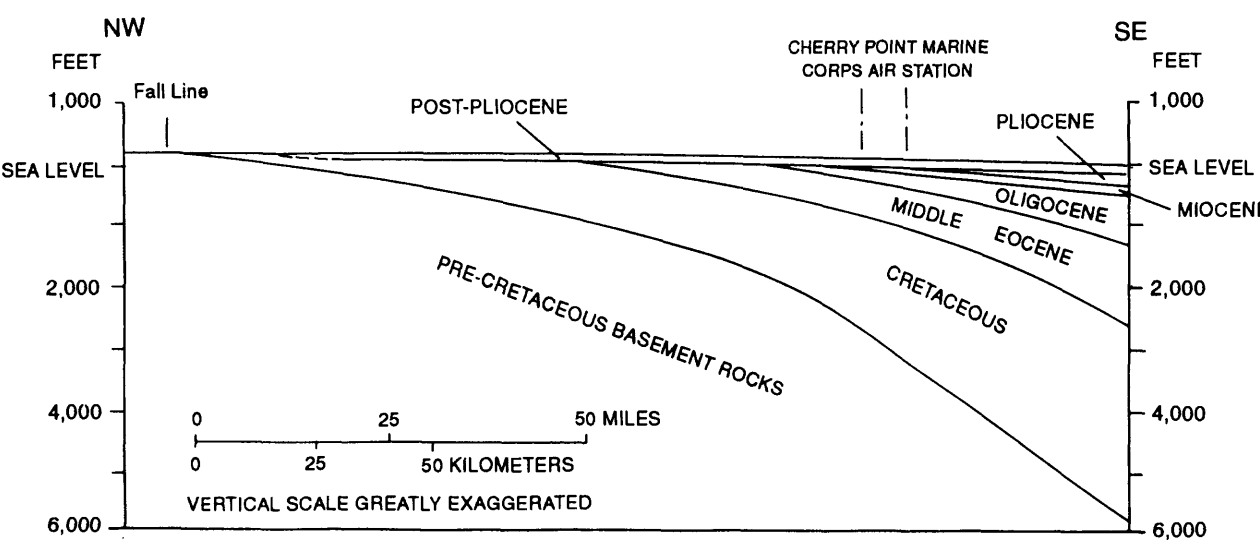 NW
SE
FEET
CHERRY POINT MARINE
CORPS AIR STATION
FEET
Fall Line
1,000
POST-PLIOCENE
1,000
PLIOCENE
SEA LEVEL
SEA LEVEL
OLIGOCENE
MIOCENE
MIDDLE
EOCENE
PRE-CRETACEOUS BASEMENT ROCKS
CRETACEOUS
2,000
2,000
4,000
4,000
0 25 50 MILES
0 25 50 KILOMETERS
VERTICAL SCALE GREATLY EXAGGERATED
6,000
6,000